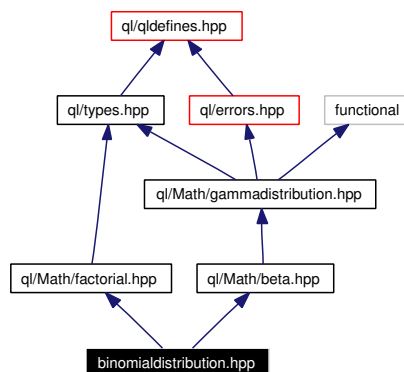 ql/qldefines.hpp
ql/types.hpp
ql/errors.hpp
functional
ql/Math/gammadistribution.hpp
ql/Math/factorial.hpp
ql/Math/beta.hpp
binomialdistribution.hpp